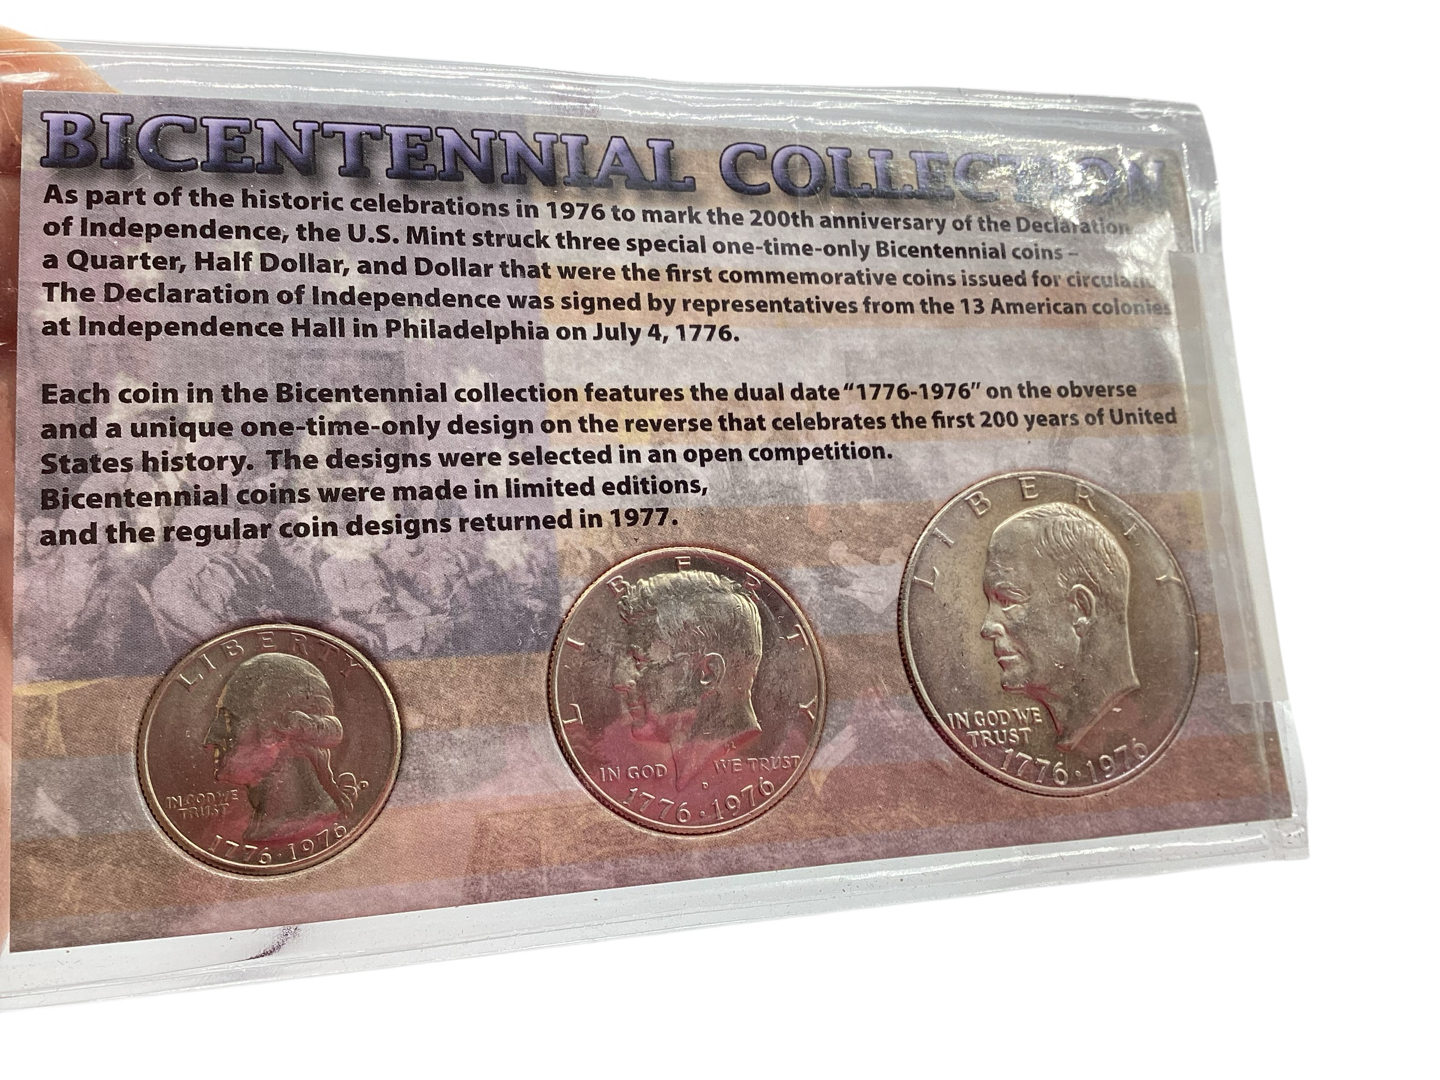 BICENTENNIAL COLLECTION
As part of the historic celebrations in 1976 to mark the 200th anniversary of the Declaration
of Independence, the U.S. Mint struck three special one-time-only Bicentennial coins –
a Quarter, Half Dollar, and Dollar that were the first commemorative coins issued for
The Declaration of Independence was signed by representatives from the 13 American colonies
at Independence Hall in Philadelphia on July 4, 1776.
Each coin in the Bicentennial collection features the dual date “1776-1976” on the obverse
and a unique one-time-only design on the reverse that celebrates the first 200 years of United
States history. The designs were selected in an open competition.
Bicentennial coins were made in limited editions,
and the regular coin designs returned in 1977.
LIBERTY
IN GOD WE
TRUST
D
1776·1976
LIBERTY
IN GOD WE TRUST
D
1776·1976
LIBERTY
IN GOD WE
TRUST
1776·1976